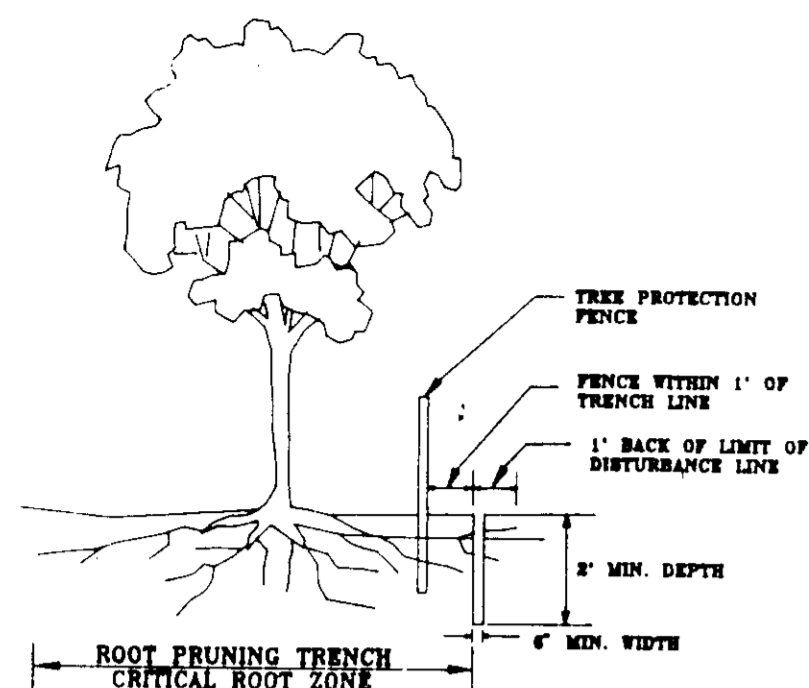 TREE PROTECTION
FENCE
FENCE WITHIN 1' OF
TRENCH LINE
1' BACK OF LIMIT OF
DISTURBANCE LINE
2' MIN. DEPTH
6" MIN. WIDTH
ROOT PRUNING TRENCH
CRITICAL ROOT ZONE